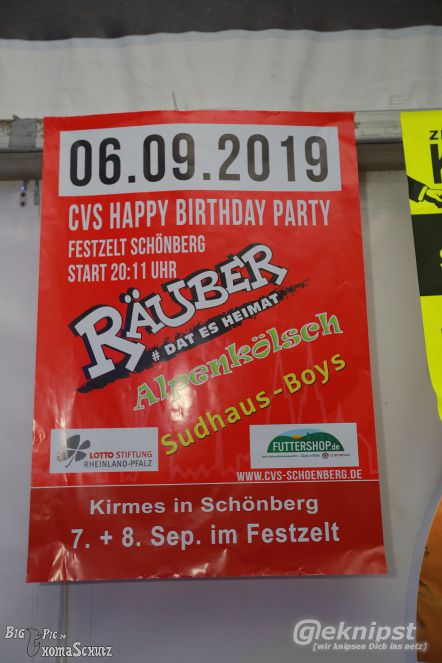 06.09.2019
CVS HAPPY BIRTHDAY PARTY
FESTZELT SCHÖNBERG
START 20:11 UHR
RÄUBER
# DAT ES HEIMAT
Alpenkölsch
Sudhaus-Boys
LOTTO STIFTUNG
RHEINLAND-PFALZ
FUTTERSHOP.de
WWW.CVS-SCHOENBERG.DE
Kirmes in Schönberg
7. + 8. Sep. im Festzelt
@eknipst
[wir knipsen Dich ins netz]